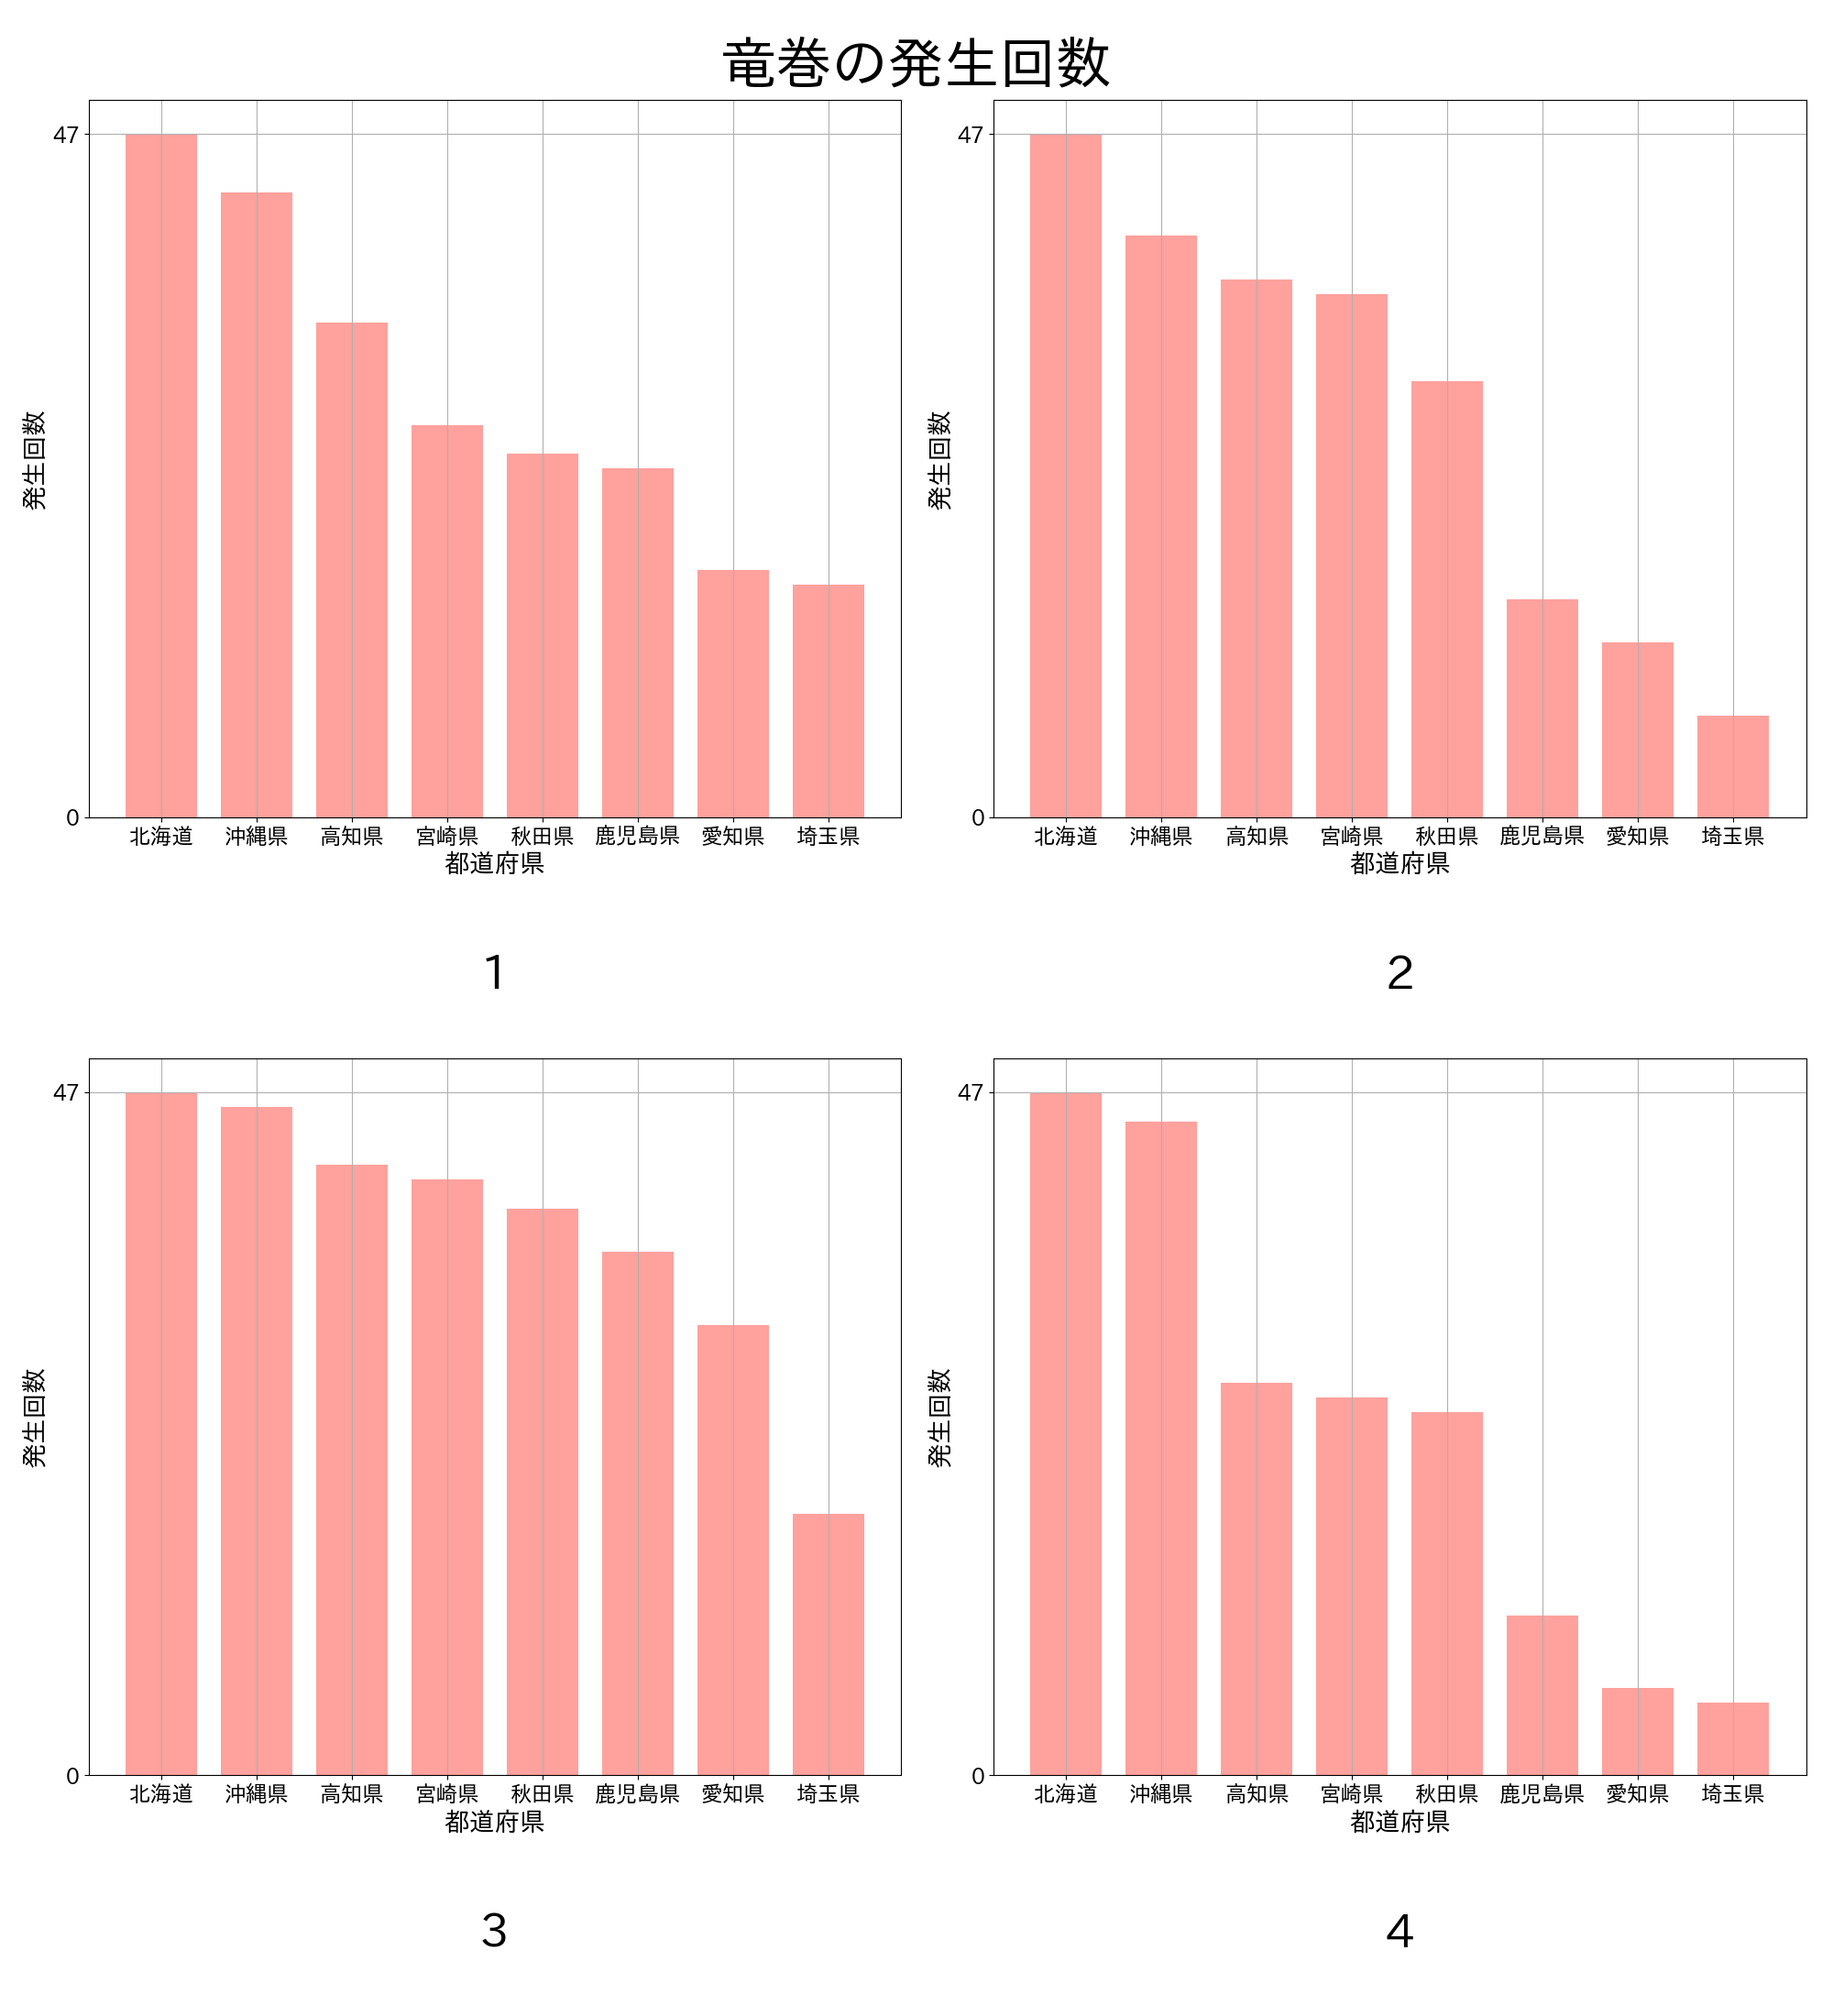 竜巻の発生回数
47
0
発生回数
北海道 沖縄県 高知県 宮崎県 秋田県 鹿児島県 愛知県 埼玉県
都道府県
1
47
0
発生回数
北海道 沖縄県 高知県 宮崎県 秋田県 鹿児島県 愛知県 埼玉県
都道府県
2
47
0
発生回数
北海道 沖縄県 高知県 宮崎県 秋田県 鹿児島県 愛知県 埼玉県
都道府県
3
47
0
発生回数
北海道 沖縄県 高知県 宮崎県 秋田県 鹿児島県 愛知県 埼玉県
都道府県
4